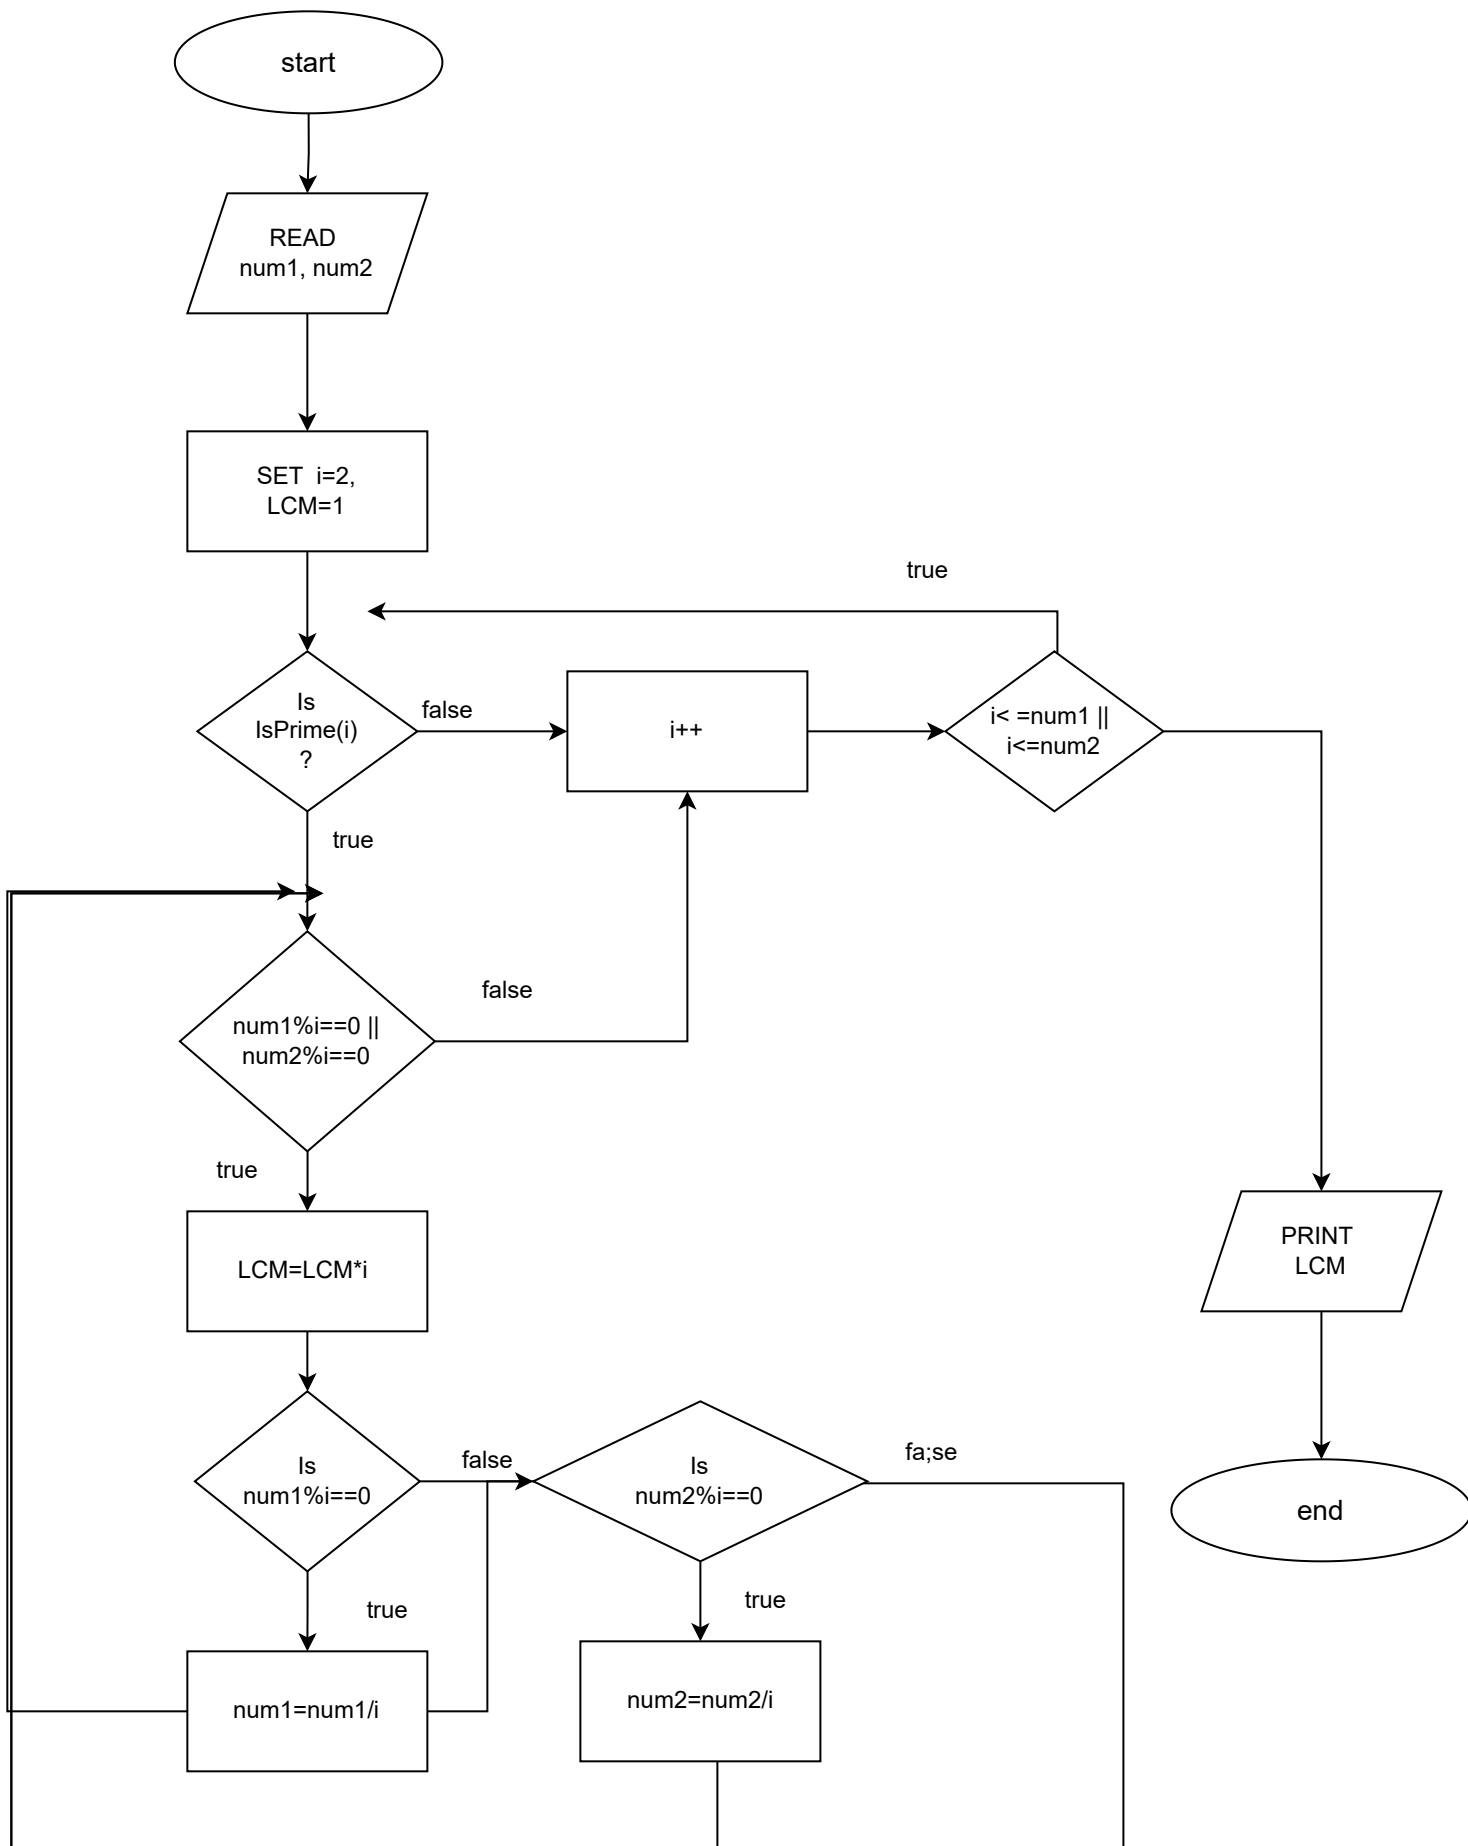 start
READ
num1, num2
SET  i=2,
LCM=1
true
Is
IsPrime(i)
?
false
i++
i< =num1 ||
i<=num2
true
num1%i==0 ||
num2%i==0
false
true
LCM=LCM*i
PRINT
LCM
Is
num1%i==0
false
Is
num2%i==0
fa;se
end
true
true
num1=num1/i
num2=num2/i